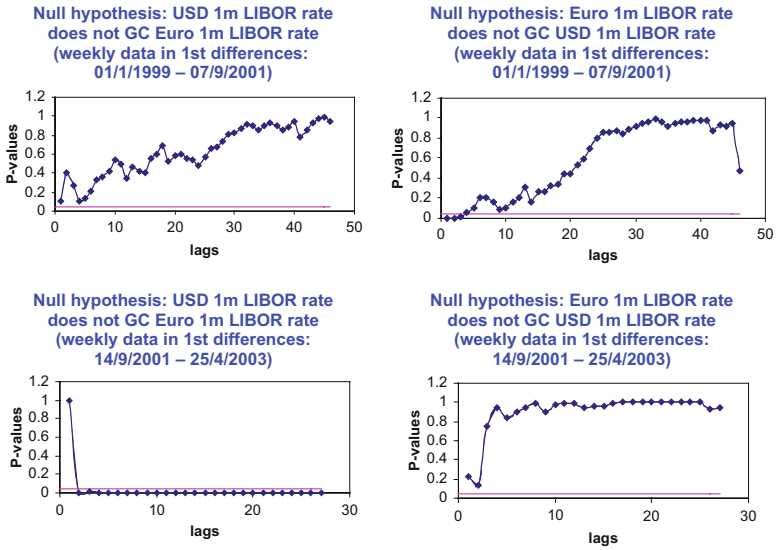 Null hypothesis: USD 1m LIBOR rate
does not GC Euro 1m LIBOR rate
(weekly data in 1st differences:
01/1/1999 – 07/9/2001)
1.2
1
0.8
0.6
0.4
0.2
0
P-values
0
10
20
30
40
50
lags
Null hypothesis: Euro 1m LIBOR rate
does not GC USD 1m LIBOR rate
(weekly data in 1st differences:
01/1/1999 – 07/9/2001)
1.2
1
0.8
0.6
0.4
0.2
0
P-values
0
10
20
30
40
50
lags
Null hypothesis: USD 1m LIBOR rate
does not GC Euro 1m LIBOR rate
(weekly data in 1st differences:
14/9/2001 – 25/4/2003)
1.2
1
0.8
0.6
0.4
0.2
0
P-values
0
10
20
30
lags
Null hypothesis: Euro 1m LIBOR rate
does not GC USD 1m LIBOR rate
(weekly data in 1st differences:
14/9/2001 – 25/4/2003)
1.2
1
0.8
0.6
0.4
0.2
0
P-values
0
10
20
30
lags